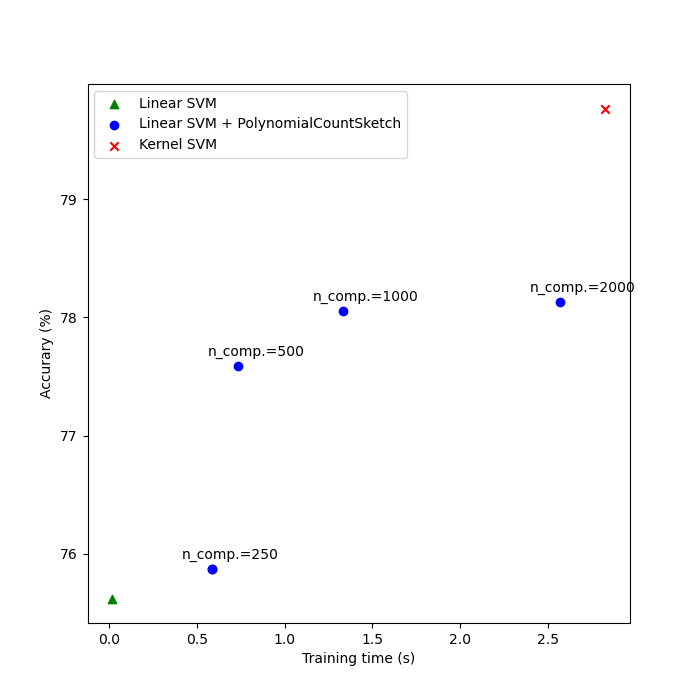 Linear SVM
Linear SVM + PolynomialCountSketch
Kernel SVM
79
78
77
76
Accurary (%)
n_comp.=2000
n_comp.=1000
n_comp.=500
n_comp.=250
0.0 0.5 1.0 1.5 2.0 2.5
Training time (s)